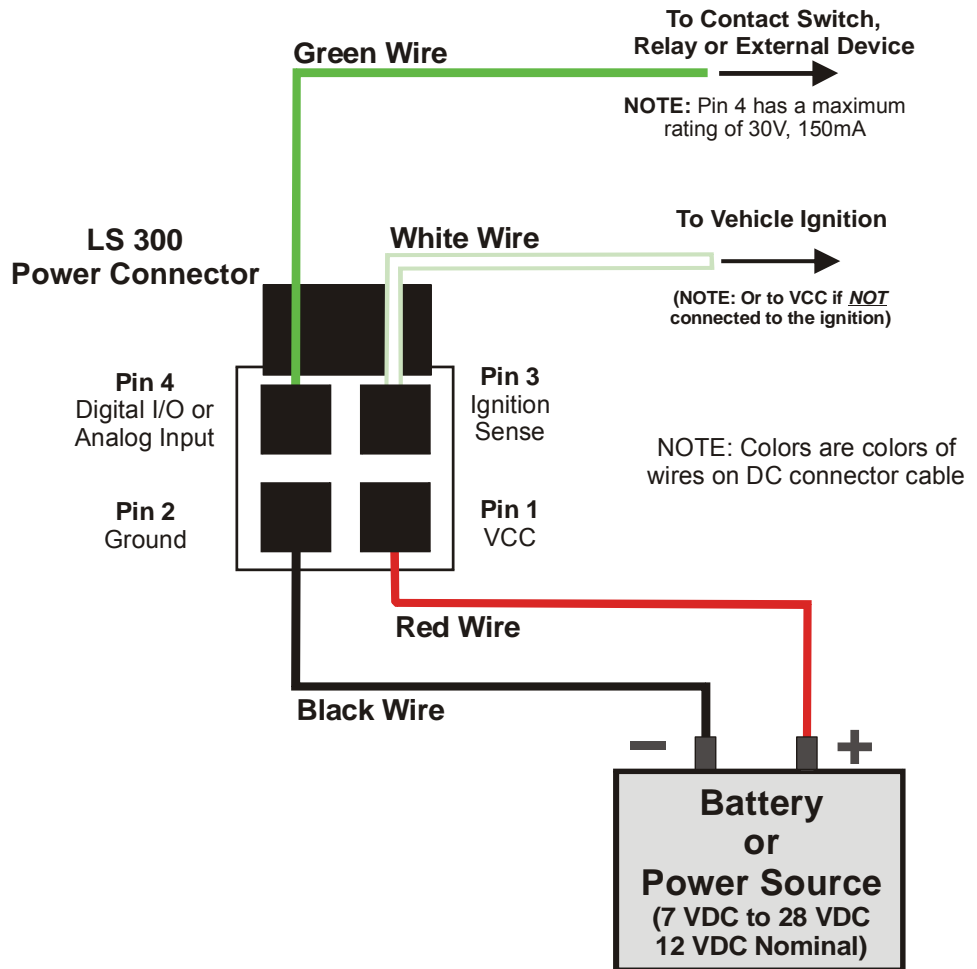 To Contact Switch,
Relay or External Device
Green Wire
NOTE: Pin 4 has a maximum
rating of 30V, 150mA
To Vehicle Ignition
White Wire
LS 300
Power Connector
(NOTE: Or to VCC if NOT
connected to the ignition)
Pin 4
Digital I/O or
Analog Input
Pin 3
Ignition
Sense
NOTE: Colors are colors of
wires on DC connector cable
Pin 2
Ground
Pin 1
VCC
Red Wire
Black Wire
– +
Battery
or
Power Source
(7 VDC to 28 VDC
12 VDC Nominal)